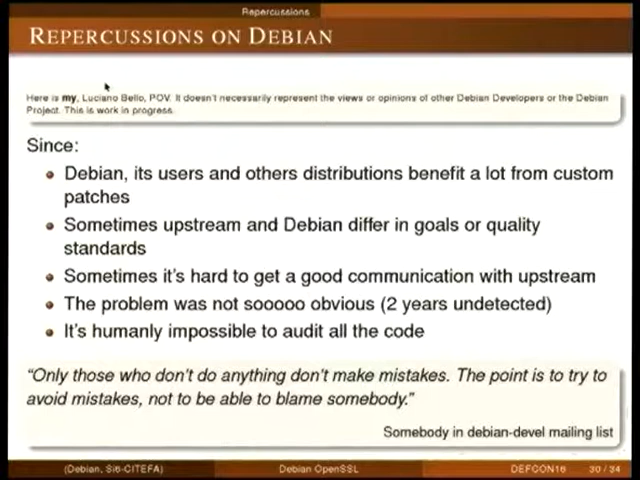 Repercussions
REPERCUSSIONS ON DEBIAN
Here is my, Luciano Bello, POV. It doesn't necessarily represent the views or opinions of other Debian Developers or the Debian
Project. This is work in progress.
Since:
Debian, its users and others distributions benefit a lot from custom
patches
Sometimes upstream and Debian differ in goals or quality
standards
Sometimes it's hard to get a good communication with upstream
The problem was not sooooo obvious (2 years undetected)
It's humanly impossible to audit all the code
“Only those who don't do anything don't make mistakes. The point is to try to
avoid mistakes, not to be able to blame somebody.”
Somebody in debian-devel mailing list
(Debian, Si6-CITEFA) Debian OpenSSL DEFCON16 30 / 34